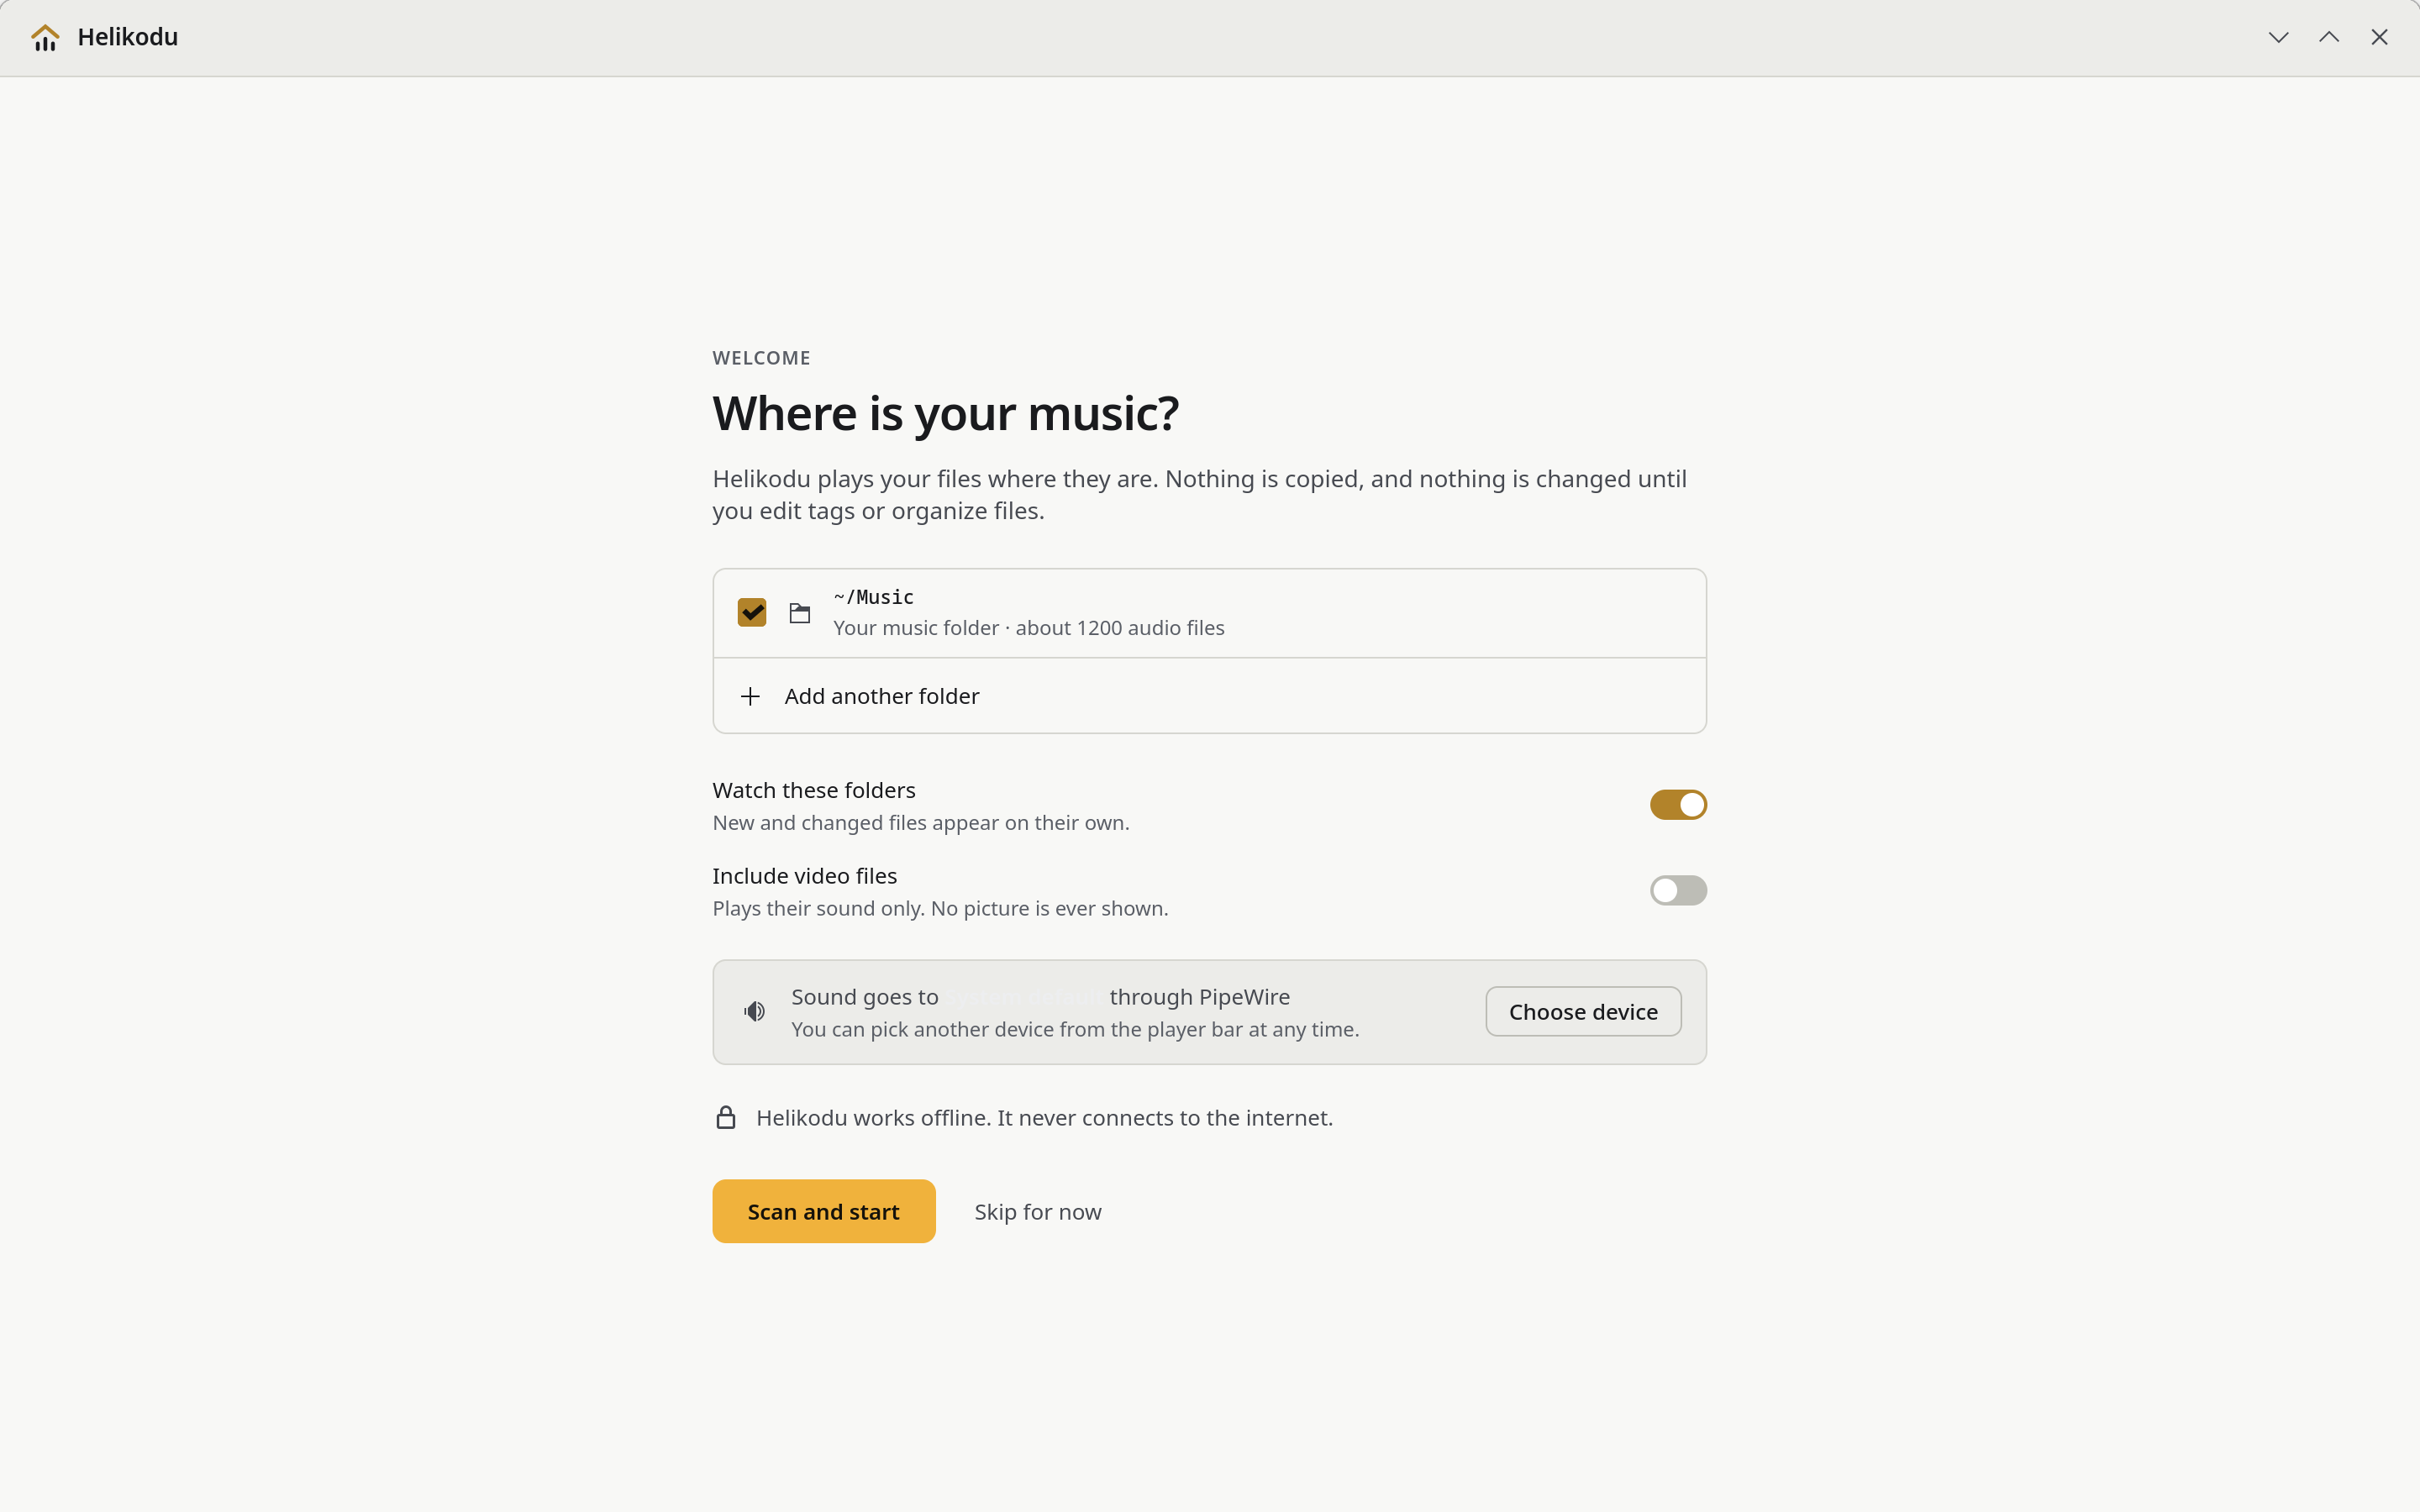 Helikodu
WELCOME
Where is your music?
Helikodu plays your files where they are. Nothing is copied, and nothing is changed until
you edit tags or organize files.
~/Music
Your music folder · about 1200 audio files
Add another folder
Watch these folders
New and changed files appear on their own.
Include video files
Plays their sound only. No picture is ever shown.
Sound goes to through PipeWire
You can pick another device from the player bar at any time.
Choose device
Helikodu works offline. It never connects to the internet.
Scan and start
Skip for now